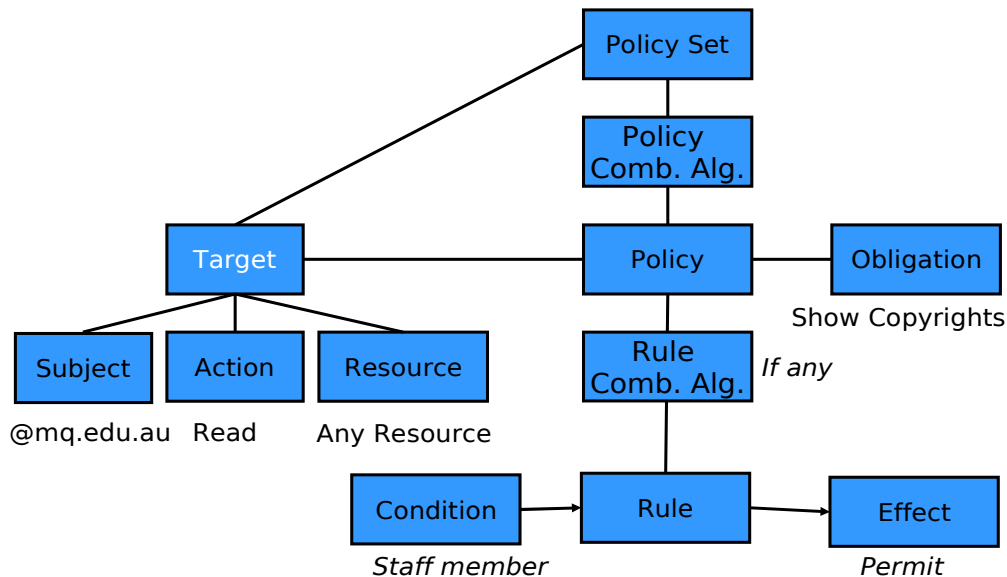 Policy Set
Policy
Comb. Alg.
Target
Policy
Obligation
Show Copyrights
Subject
Action
Resource
Rule
Comb. Alg.
If any
@mq.edu.au
Read
Any Resource
Condition
Rule
Effect
Staff member
Permit